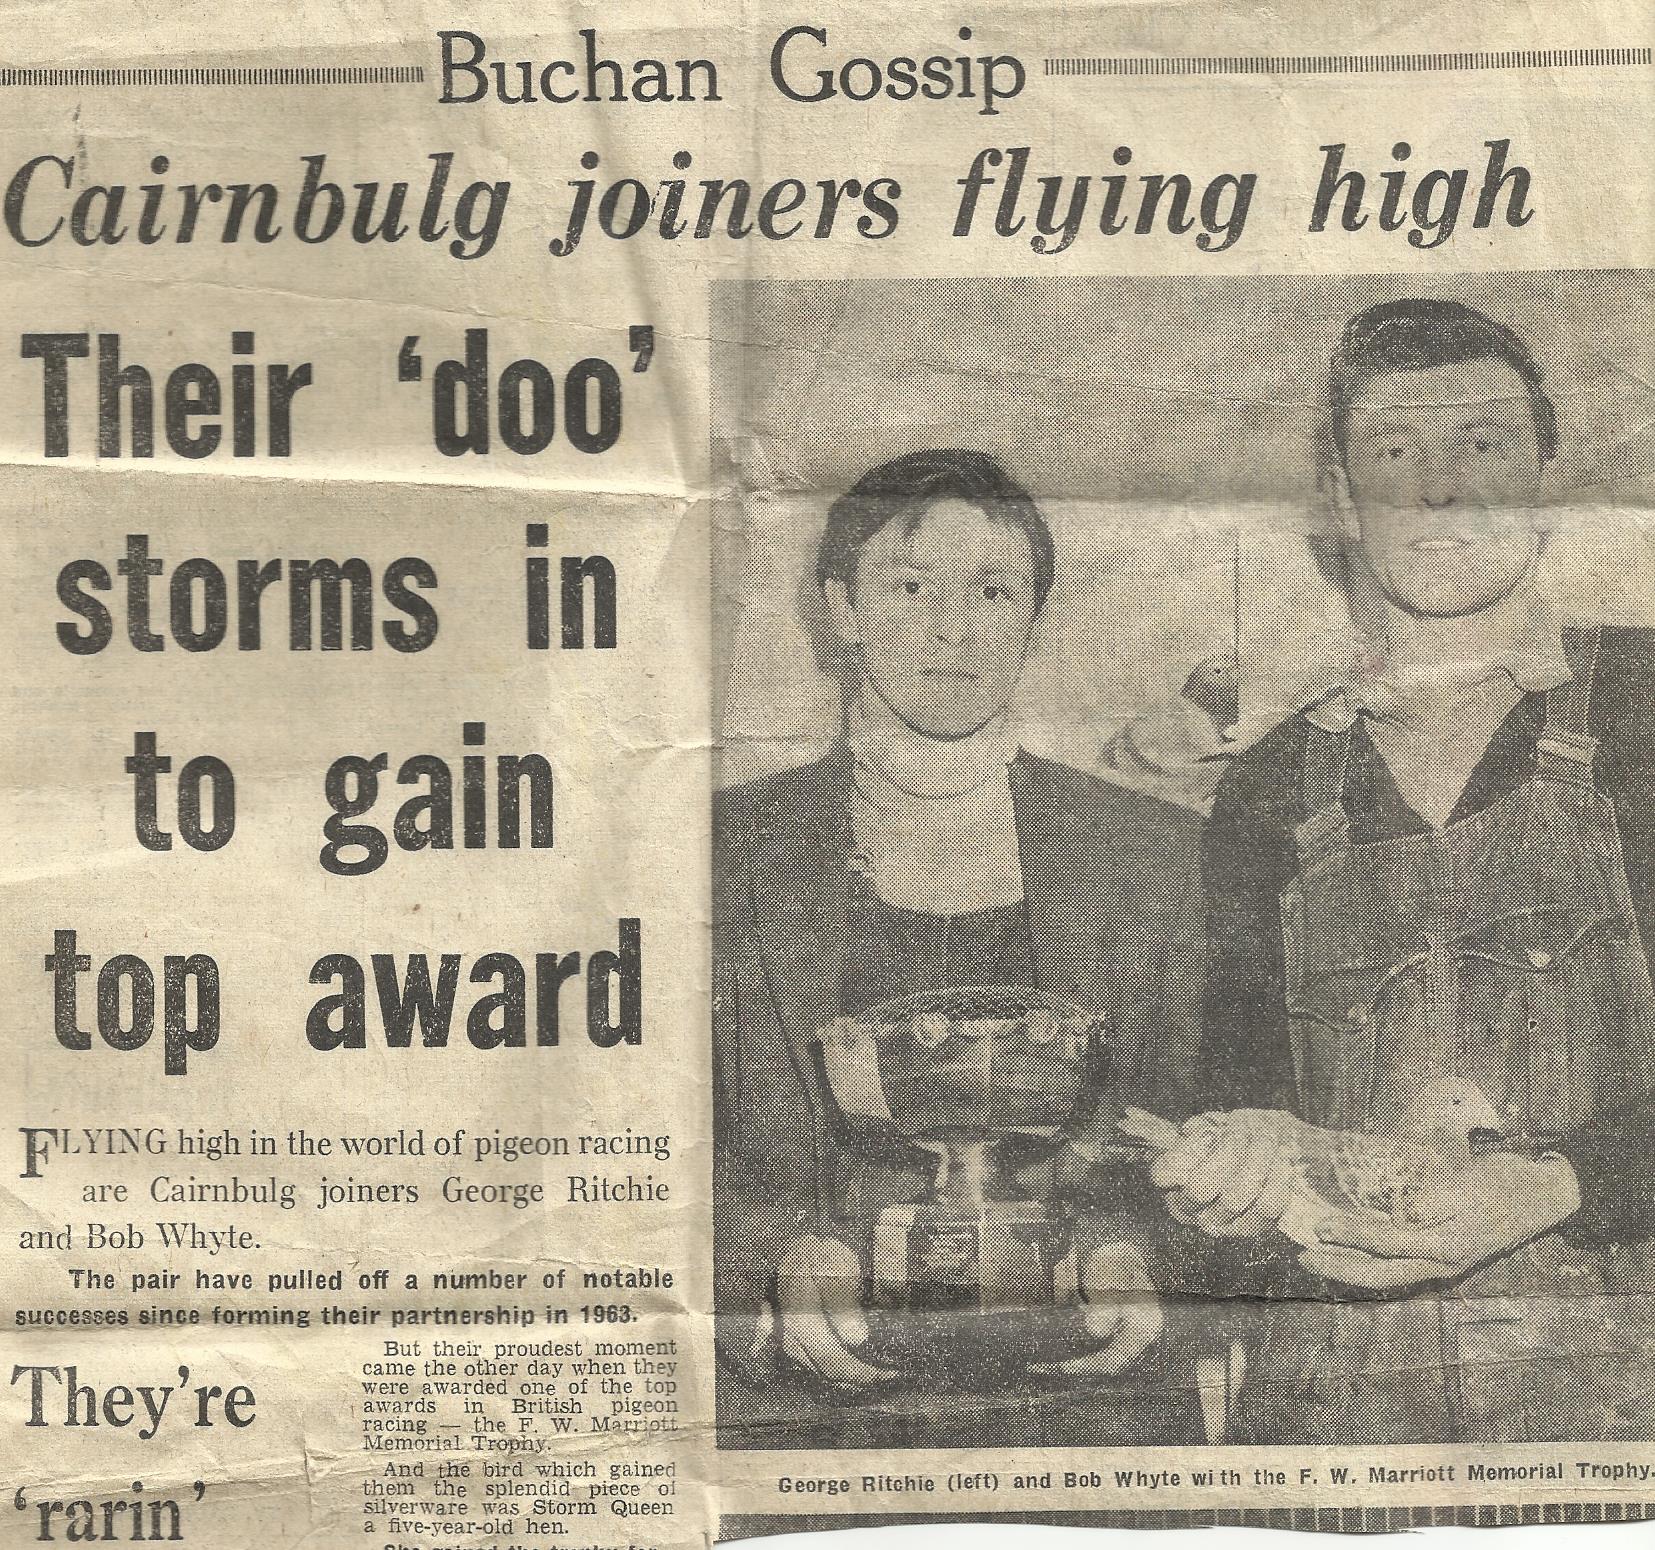 Buchan Gossip
Cairnbulg joiners flying high
Their ‘doo’
storms in
to gain
top award
FLYING high in the world of pigeon racing
are Cairnbulg joiners George Ritchie
and Bob Whyte.
The pair have pulled off a number of notable
successes since forming their partnership in 1963.
They’re
‘rarin’
But their proudest moment
came the other day when they
were awarded one of the top
awards in British pigeon
racing — the F. W. Marriott
Memorial Trophy.
And the bird which gained
them the splendid piece of
silverware was Storm Queen
a five-year-old hen.
She gained the trophy for
George Ritchie (left) and Bob Whyte with the F. W. Marriott Memorial Trophy.